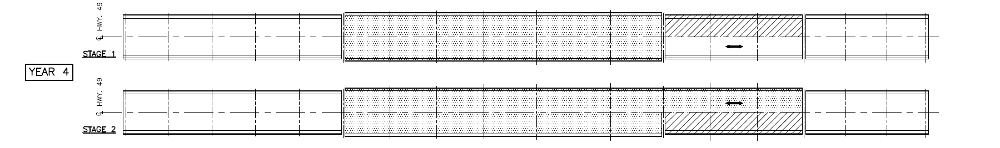 ℄ HWY. 49
STAGE 1
YEAR 4
℄ HWY. 49
STAGE 2